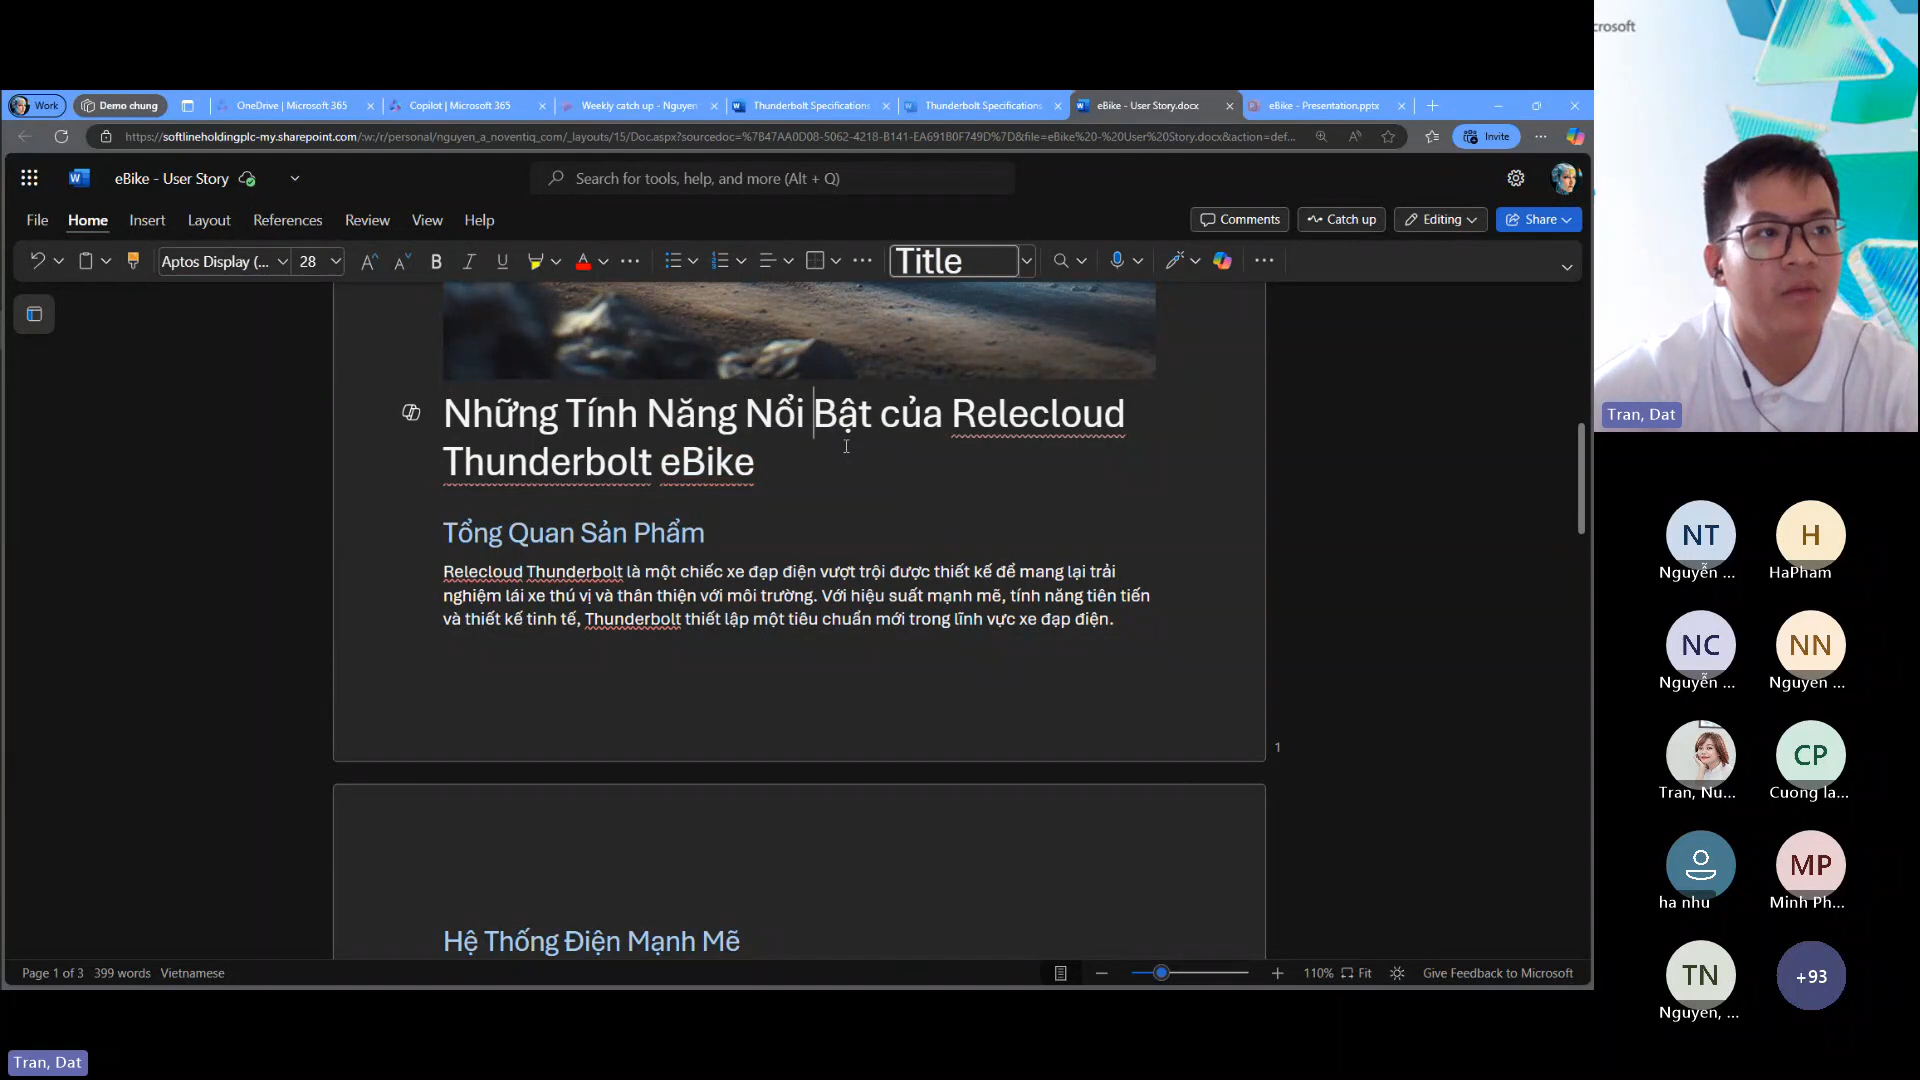 crosoft
Work
Demo chung
OneDrive | Microsoft 365
Copilot | Microsoft 365
Weekly catch up - Nguyen
Thunderbolt Specifications
Thunderbolt Specifications
eBike - User Story.docx
eBike - Presentation.pptx
https://softlineholdingplc-my.sharepoint.com/:w:/r/personal/nguyen_a_noventiq_com/_layouts/15/Doc.aspx?sourcedoc=%7B47AA0D08-5062-4218-B141-EA691B0F749D%7D&file=eBike%20-%20User%20Story.docx&action=def...
Invite
eBike - User Story
Search for tools, help, and more (Alt + Q)
File Home Insert Layout References Review View Help
Comments Catch up Editing Share
Aptos Display (... 28
Title
Những Tính Năng Nổi Bật của Relecloud
Thunderbolt eBike
Tổng Quan Sản Phẩm
Relecloud Thunderbolt là một chiếc xe đạp điện vượt trội được thiết kế để mang lại trải
nghiệm lái xe thú vị và thân thiện với môi trường. Với hiệu suất mạnh mẽ, tính năng tiên tiến
và thiết kế tinh tế, Thunderbolt thiết lập một tiêu chuẩn mới trong lĩnh vực xe đạp điện.
1
Hệ Thống Điện Mạnh Mẽ
Page 1 of 3 399 words Vietnamese
110% Fit Give Feedback to Microsoft
Tran, Dat
NT
Nguyễn ...
H
HaPham
NC
Nguyễn ...
NN
Nguyen ...
Tran, Nu...
CP
Cuong la...
ha nhu
MP
Minh Ph...
TN
Nguyen, ...
+93
Tran, Dat